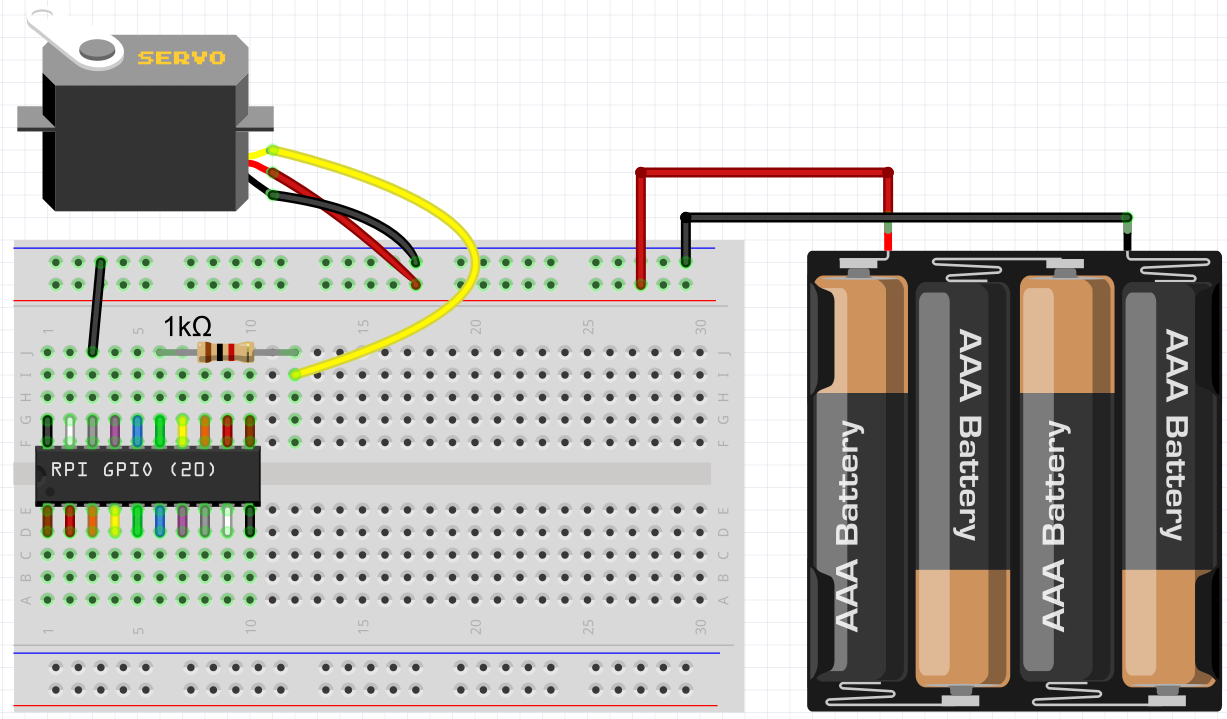 SERVO
1 5 10 15 20 25 30
1kΩ
J J
I I
H H
G G
F F
RPI GPIO (20)
E E
D D
C C
B B
A A
1 5 10 15 20 25 30
AAA Battery
AAA Battery
AAA Battery
AAA Battery